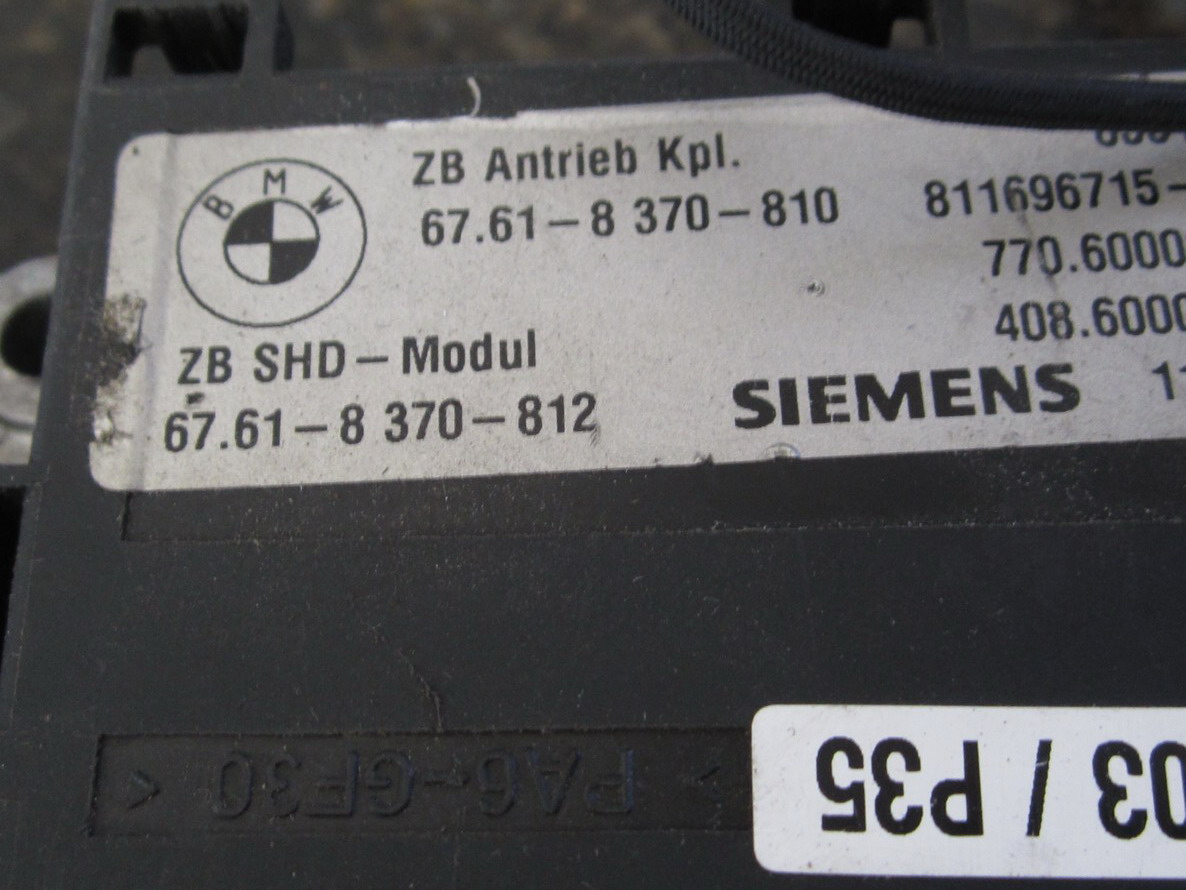 BMW
ZB Antrieb Kpl.
67.61-8 370-810
811696715-
770.6000
408.6000
ZB SHD-Modul
67.61-8 370-812
SIEMENS 11
03 / P35
> PA6-GF30 <